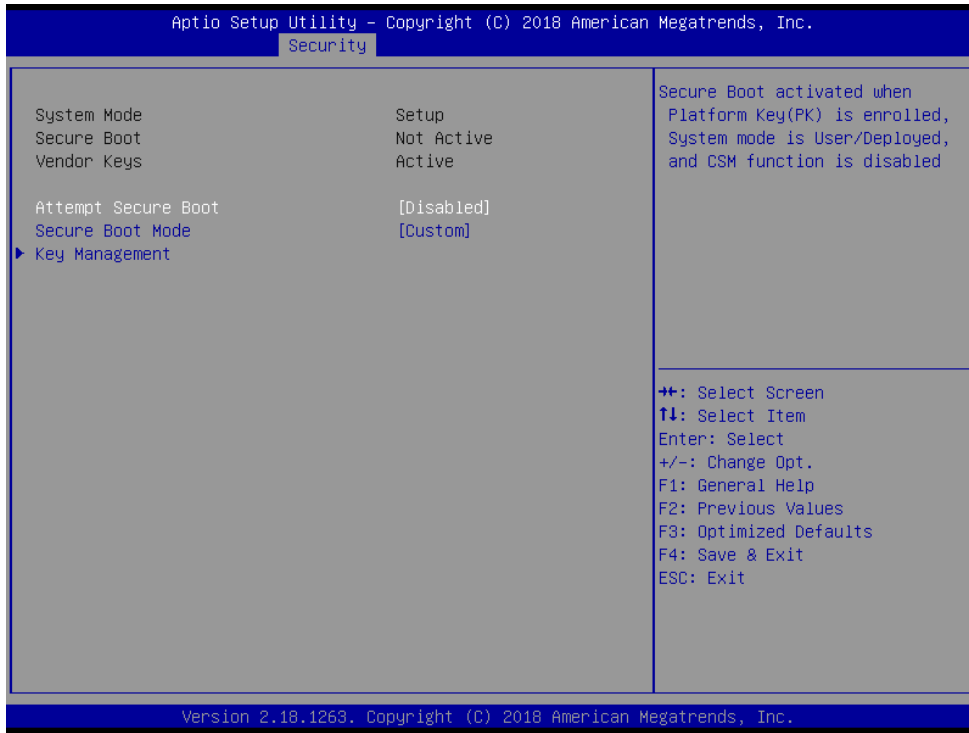 Aptio Setup Utility – Copyright (C) 2018 American Megatrends, Inc.
Security
System Mode Setup
Secure Boot Not Active
Vendor Keys Active
Attempt Secure Boot [Disabled]
Secure Boot Mode [Custom]
▶ Key Management
Secure Boot activated when
Platform Key(PK) is enrolled,
System mode is User/Deployed,
and CSM function is disabled
→←: Select Screen
↑↓: Select Item
Enter: Select
+/-: Change Opt.
F1: General Help
F2: Previous Values
F3: Optimized Defaults
F4: Save & Exit
ESC: Exit
Version 2.18.1263. Copyright (C) 2018 American Megatrends, Inc.